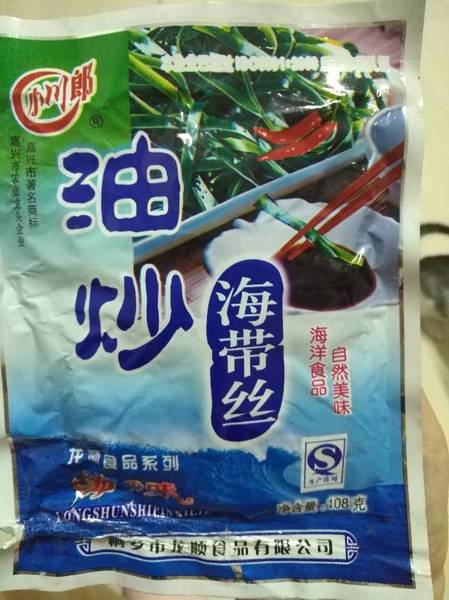 小川郎
®
嘉兴市著名商标
嘉兴市农业龙头企业
油炒
海带丝
海洋食品
自然美味
龙顺食品系列
生产许可
净含量:108克
桐乡市龙顺食品有限公司